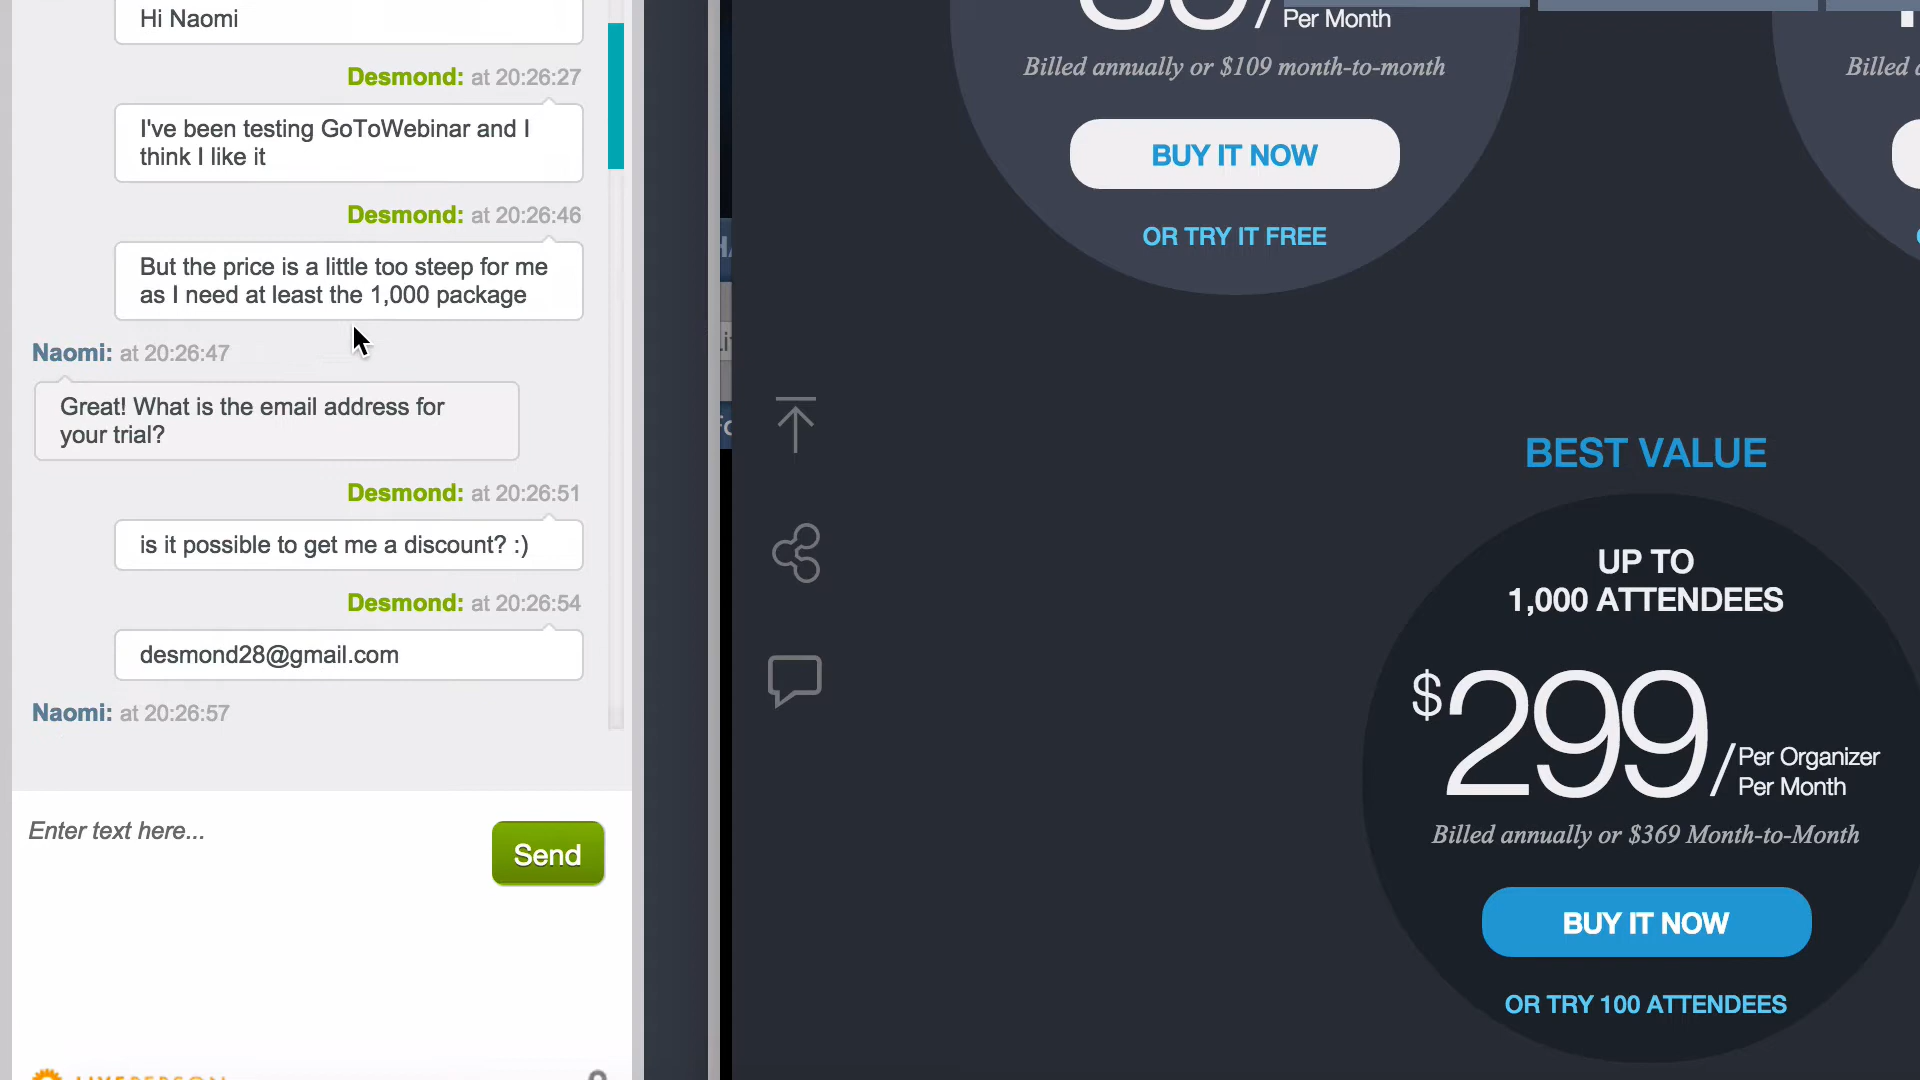 Hi Naomi
Desmond: at 20:26:27
I've been testing GoToWebinar and I
think I like it
Desmond: at 20:26:46
But the price is a little too steep for me
as I need at least the 1,000 package
Naomi: at 20:26:47
Great! What is the email address for
your trial?
Desmond: at 20:26:51
is it possible to get me a discount? :)
Desmond: at 20:26:54
desmond28@gmail.com
Naomi: at 20:26:57
Enter text here...
Send
Per Month
Billed annually or $109 month-to-month
BUY IT NOW
OR TRY IT FREE
Billed
BEST VALUE
UP TO
1,000 ATTENDEES
$299/Per Organizer
Per Month
Billed annually or $369 Month-to-Month
BUY IT NOW
OR TRY 100 ATTENDEES